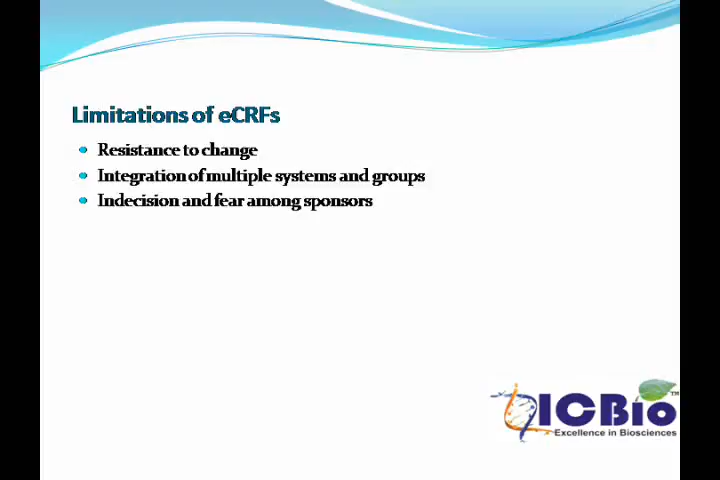 Limitations of eCRFs
Resistance to change
Integration of multiple systems and groups
Indecision and fear among sponsors
ICBio TM
Excellence in Biosciences